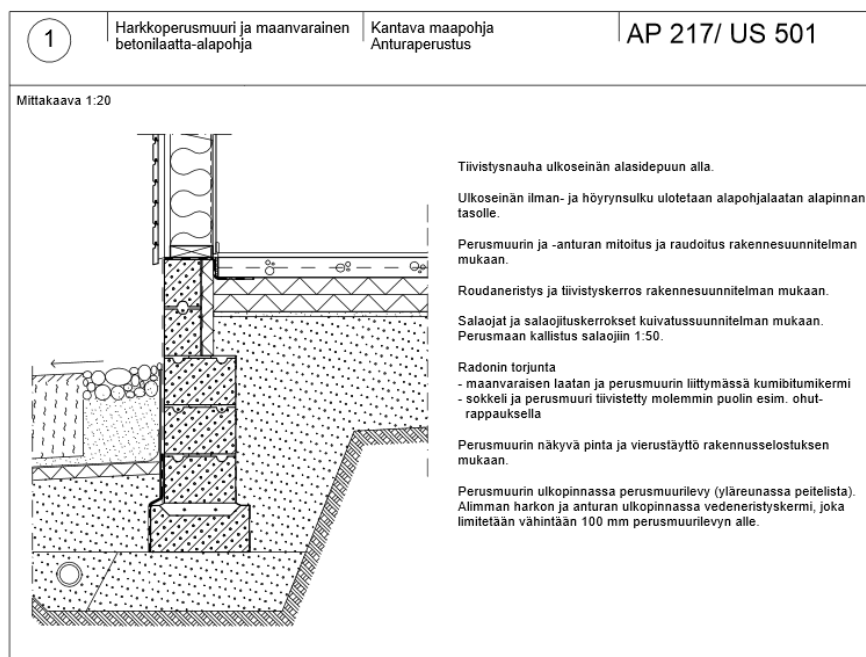 1
Harkkoperusmuuri ja maanvarainen
betonilaatta-alapohja
Kantava maapohja
Anturaperustus
AP 217/ US 501
Mittakaava 1:20
Tiivistysnauha ulkoseinän alasidepuun alla.
Ulkoseinän ilman- ja höyrynsulku ulotetaan alapohjalaatan alapinnan
tasolle.
Perusmuurin ja -anturan mitoitus ja raudoitus rakennesuunnitelman
mukaan.
Roudaneristys ja tiivistyskerros rakennesuunnitelman mukaan.
Salaojat ja salaojituskerrokset kuivatussuunnitelman mukaan.
Perusmaan kallistus salaojiin 1:50.
Radonin torjunta
- maanvaraisen laatan ja perusmuurin liittymässä kumibitumikermi
- sokkeli ja perusmuuri tiivistetty molemmin puolin esim. ohut-
rappauksella
Perusmuurin näkyvä pinta ja vierustäyttö rakennusselostuksen
mukaan.
Perusmuurin ulkopinnassa perusmuurilevy (yläreunassa peitelista).
Alimman harkon ja anturan ulkopinnassa vedeneristyskermi, joka
limitetään vähintään 100 mm perusmuurilevyn alle.